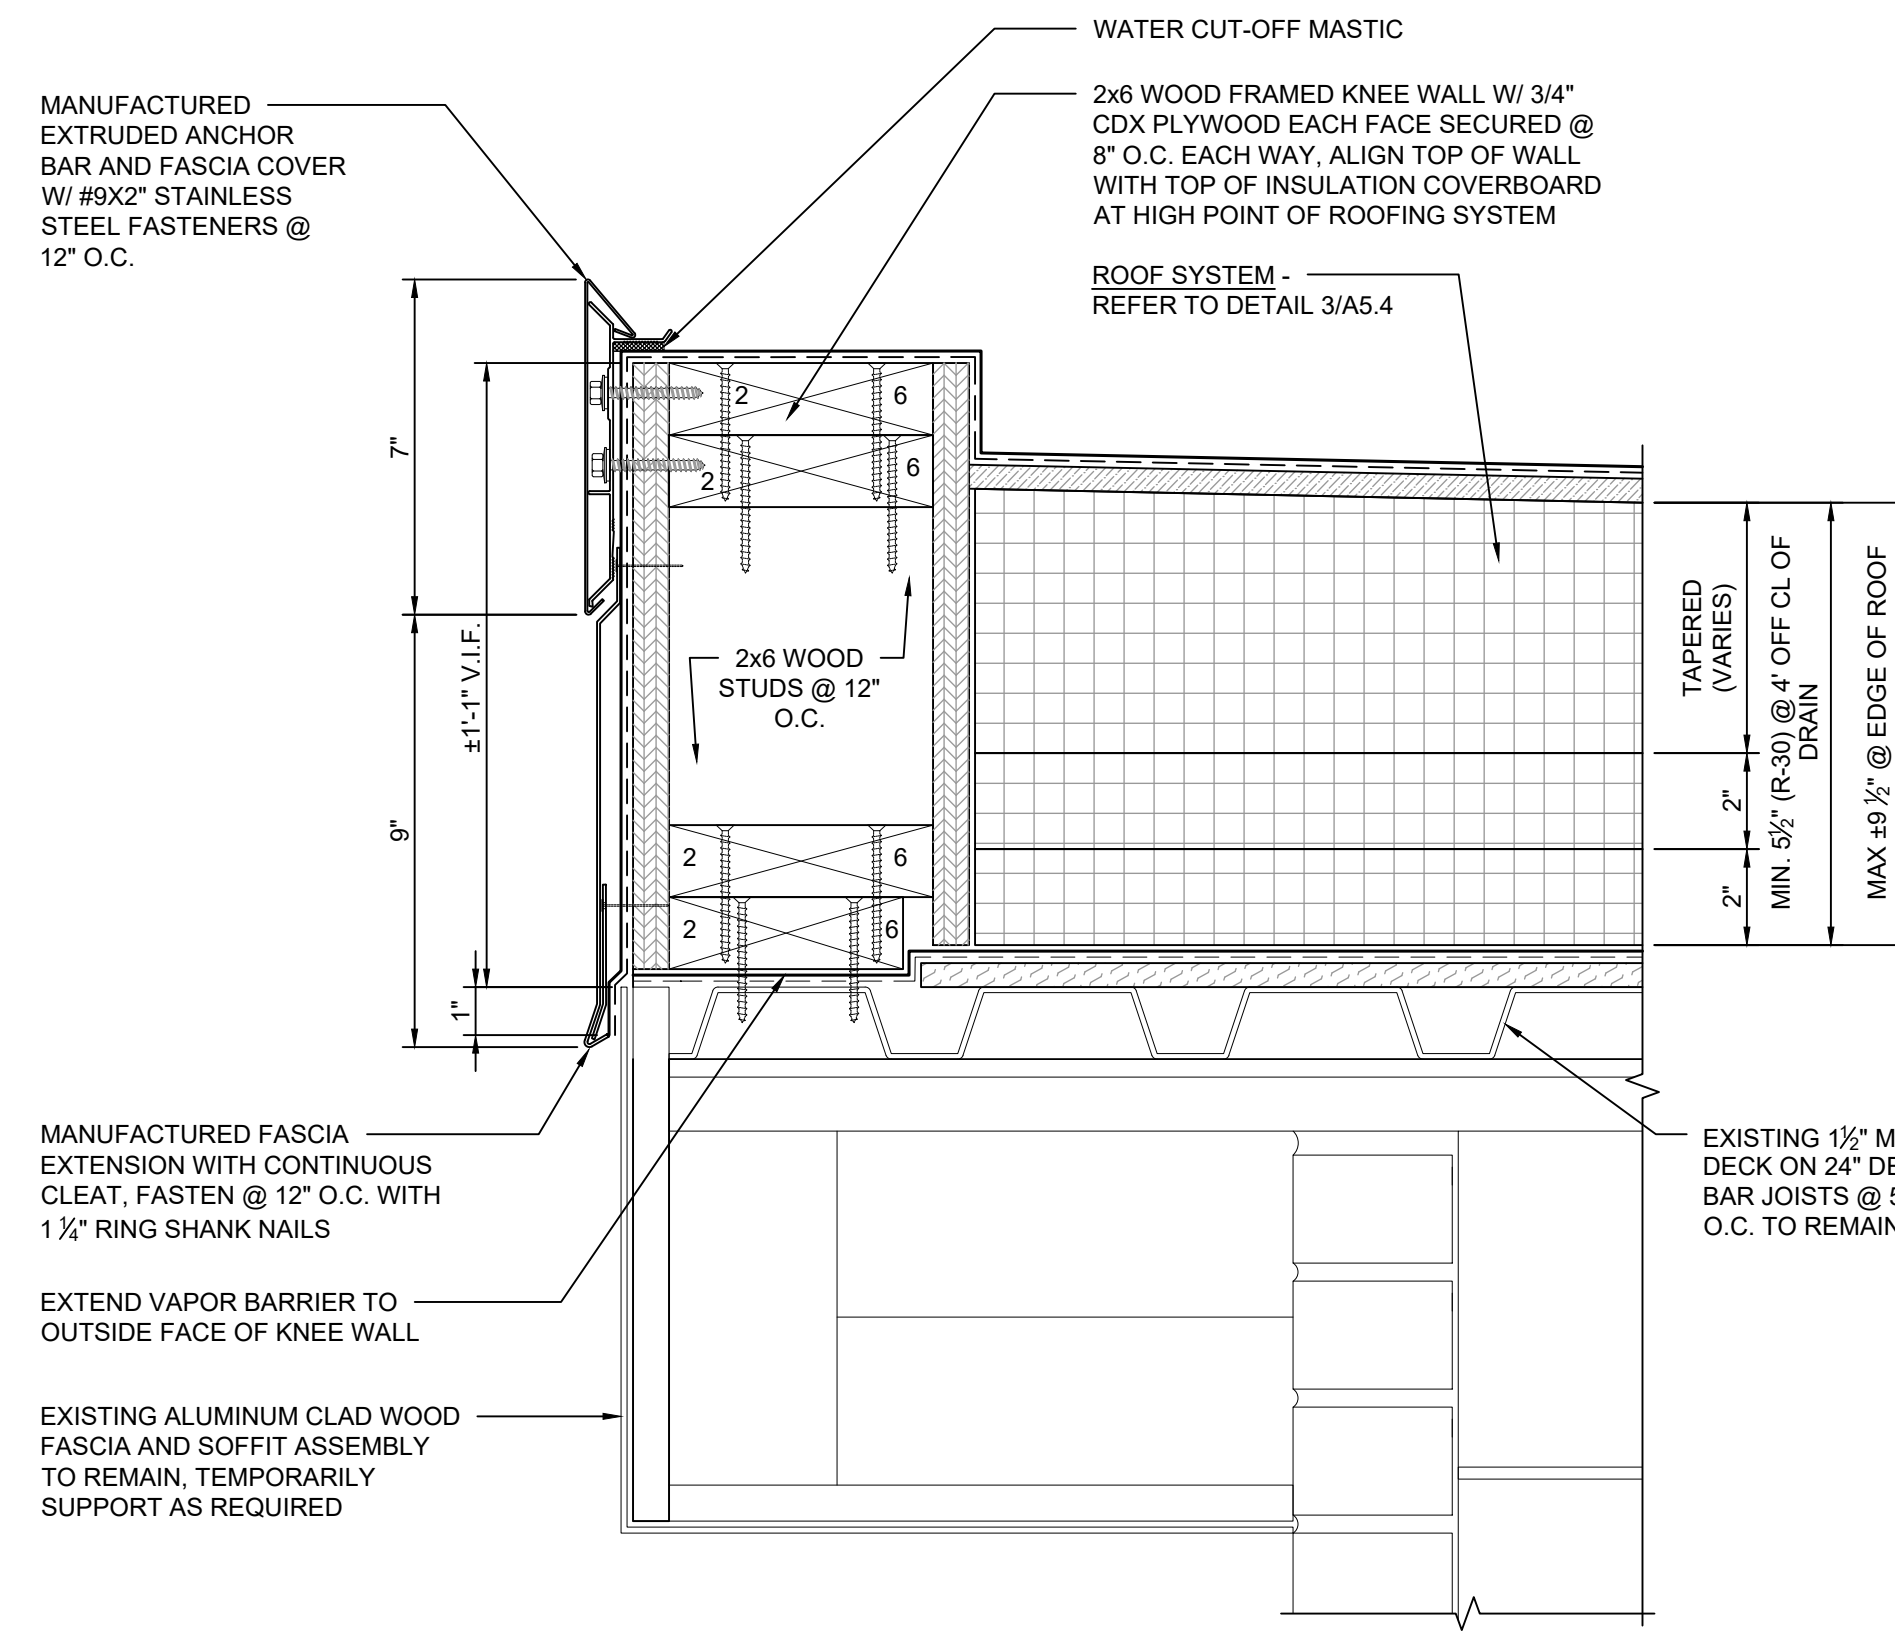 WATER CUT-OFF MASTIC
MANUFACTURED
EXTRUDED ANCHOR
BAR AND FASCIA COVER
W/ #9X2" STAINLESS
STEEL FASTENERS @
12" O.C.
2x6 WOOD FRAMED KNEE WALL W/ 3/4"
CDX PLYWOOD EACH FACE SECURED @
8" O.C. EACH WAY, ALIGN TOP OF WALL
WITH TOP OF INSULATION COVERBOARD
AT HIGH POINT OF ROOFING SYSTEM
ROOF SYSTEM -
REFER TO DETAIL 3/A5.4
7"
9"
±1'-1" V.I.F.
1"
2 6
2 6
2x6 WOOD
STUDS @ 12"
O.C.
2 6
2 6
TAPERED
(VARIES)
2"
2"
MIN. 5½" (R-30) @ 4' OFF CL OF
DRAIN
MAX ±9 ½" @ EDGE OF ROOF
MANUFACTURED FASCIA
EXTENSION WITH CONTINUOUS
CLEAT, FASTEN @ 12" O.C. WITH
1 ¼" RING SHANK NAILS
EXTEND VAPOR BARRIER TO
OUTSIDE FACE OF KNEE WALL
EXISTING ALUMINUM CLAD WOOD
FASCIA AND SOFFIT ASSEMBLY
TO REMAIN, TEMPORARILY
SUPPORT AS REQUIRED
EXISTING 1½"
DECK ON 24"
BAR JOISTS @
O.C. TO REMAIN